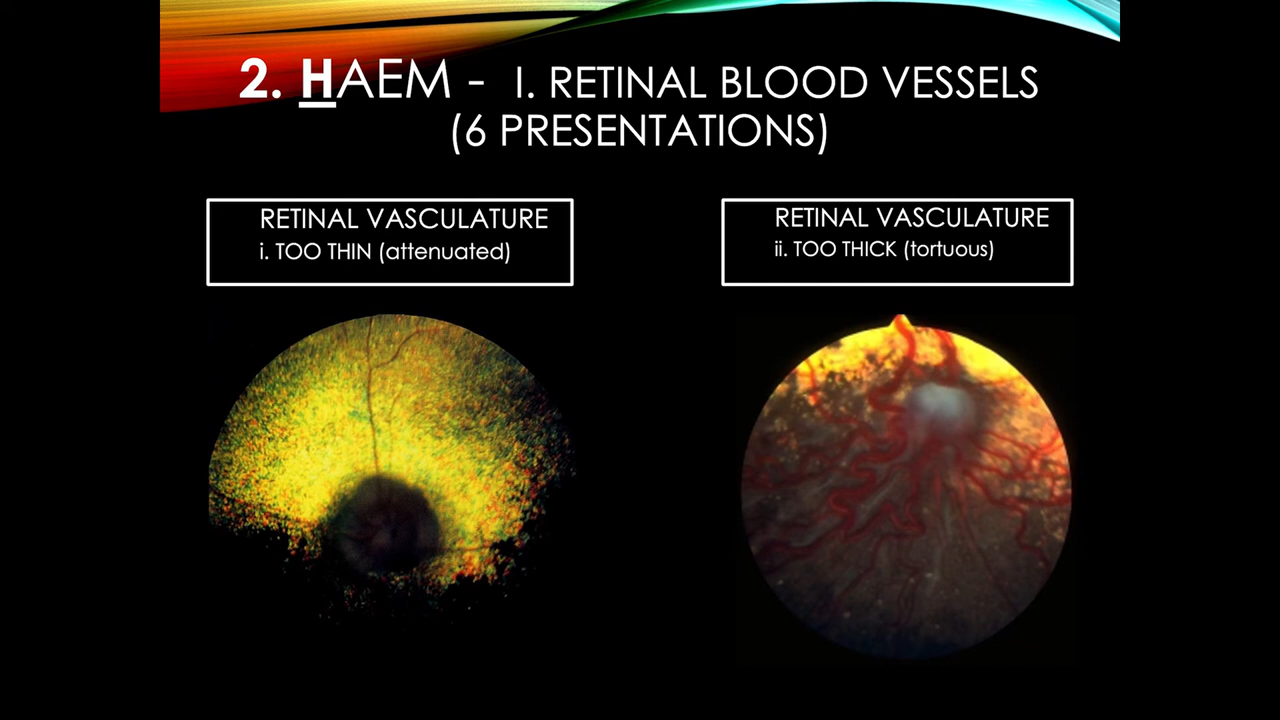 2. HAEM - I. RETINAL BLOOD VESSELS
(6 PRESENTATIONS)
RETINAL VASCULATURE
i. TOO THIN (attenuated)
RETINAL VASCULATURE
ii. TOO THICK (tortuous)